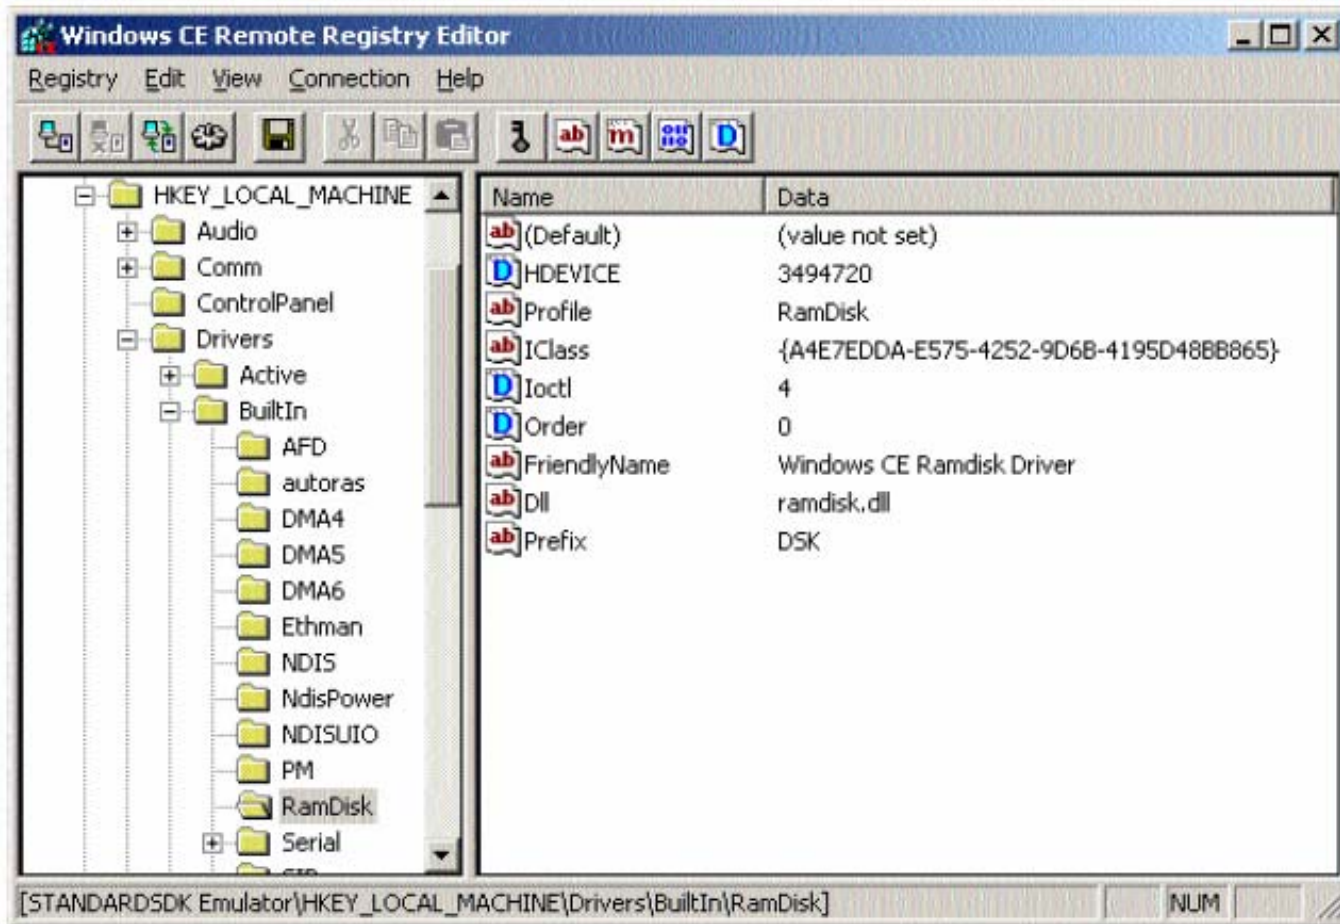 Windows CE Remote Registry Editor
Registry Edit View Connection Help
HKEY_LOCAL_MACHINE
Audio
Comm
ControlPanel
Drivers
Active
BuiltIn
AFD
autoras
DMA4
DMA5
DMA6
Ethman
NDIS
NdisPower
NDISUIO
PM
RamDisk
Serial
Name Data
(Default) (value not set)
HDEVICE 3494720
Profile RamDisk
IClass {A4E7EDDA-E575-4252-9D6B-4195D48BB865}
Ioctl 4
Order 0
FriendlyName Windows CE Ramdisk Driver
Dll ramdisk.dll
Prefix DSK
[STANDARDSDK Emulator\HKEY_LOCAL_MACHINE\Drivers\BuiltIn\RamDisk] NUM